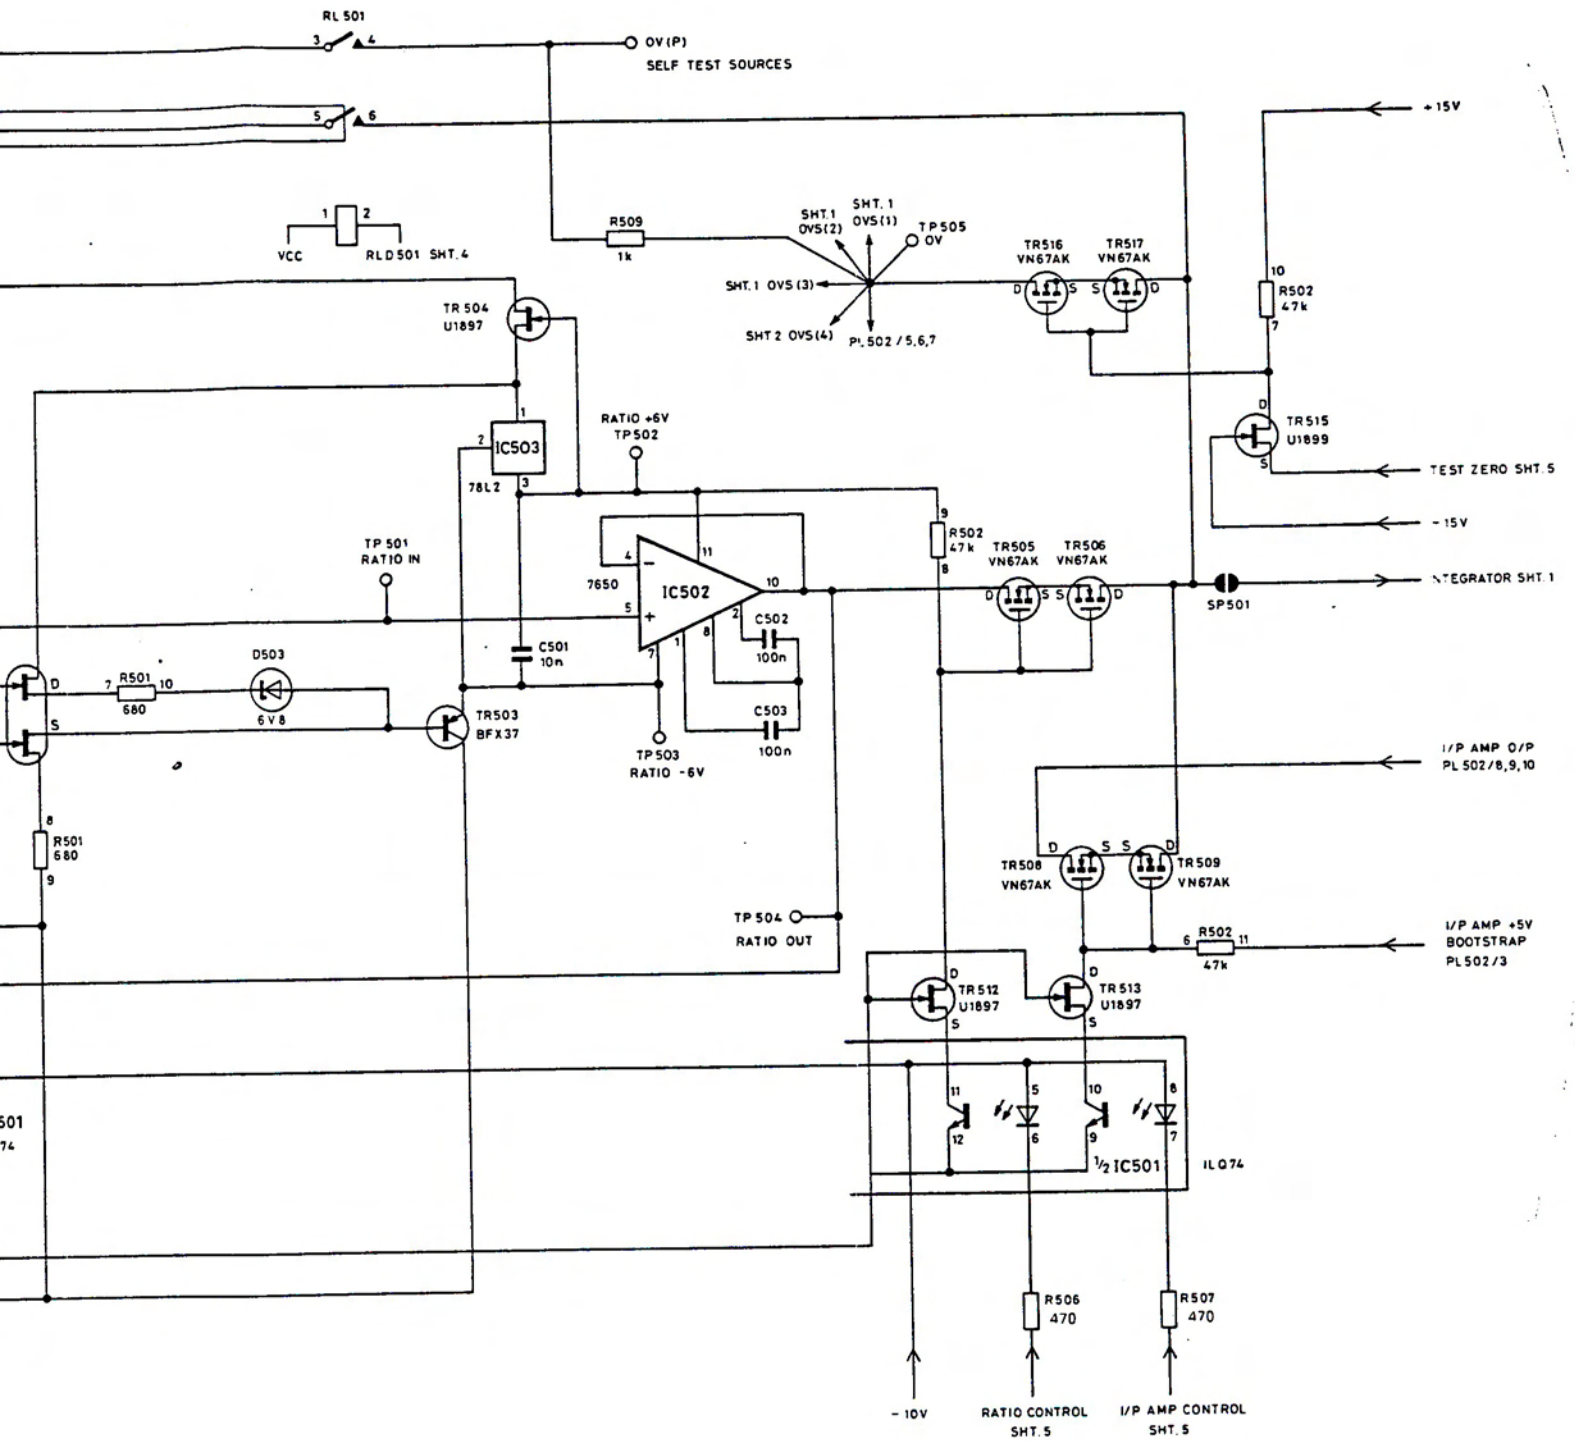 RL 501
3
4
0V (P)
SELF TEST SOURCES
5
6
+ 15V
1
2
VCC
RLD501 SHT.4
R509
1k
SHT.1
OVS(2)
SHT. 1
OVS(1)
TP505
0V
SHT.1 OVS (3)
SHT 2 OVS(4)
PL502 / 5,6,7
TR516
VN67AK
TR517
VN67AK
D
S
S
D
10
R502
47k
7
TR 504
U1897
1
2
IC503
78L2
3
RATIO +6V
TP502
D
TR515
U1899
S
TEST ZERO SHT. 5
- 15V
TP 501
RATIO IN
9
R502
47k
8
TR505
VN67AK
TR506
VN67AK
D
S
S
D
7650
4
-
11
IC502
10
5
+
2
8
1
7
C502
100n
C503
100n
NTEGRATOR SHT. 1
SP501
C501
10n
D503
6V8
D
S
7
R501
10
680
TR503
BFX37
TP503
RATIO -6V
I/P AMP O/P
PL 502/8,9,10
8
R501
680
9
D
S
S
D
TR508
VN67AK
TR509
VN67AK
TP504
RATIO OUT
6
R502
11
47k
I/P AMP +5V
BOOTSTRAP
PL502/3
D
TR512
U1897
S
D
TR 513
U1897
S
501
74
11
12
5
6
10
9
8
7
1/2 IC501
ILQ74
R506
470
R507
470
- 10V
RATIO CONTROL
SHT. 5
I/P AMP CONTROL
SHT. 5